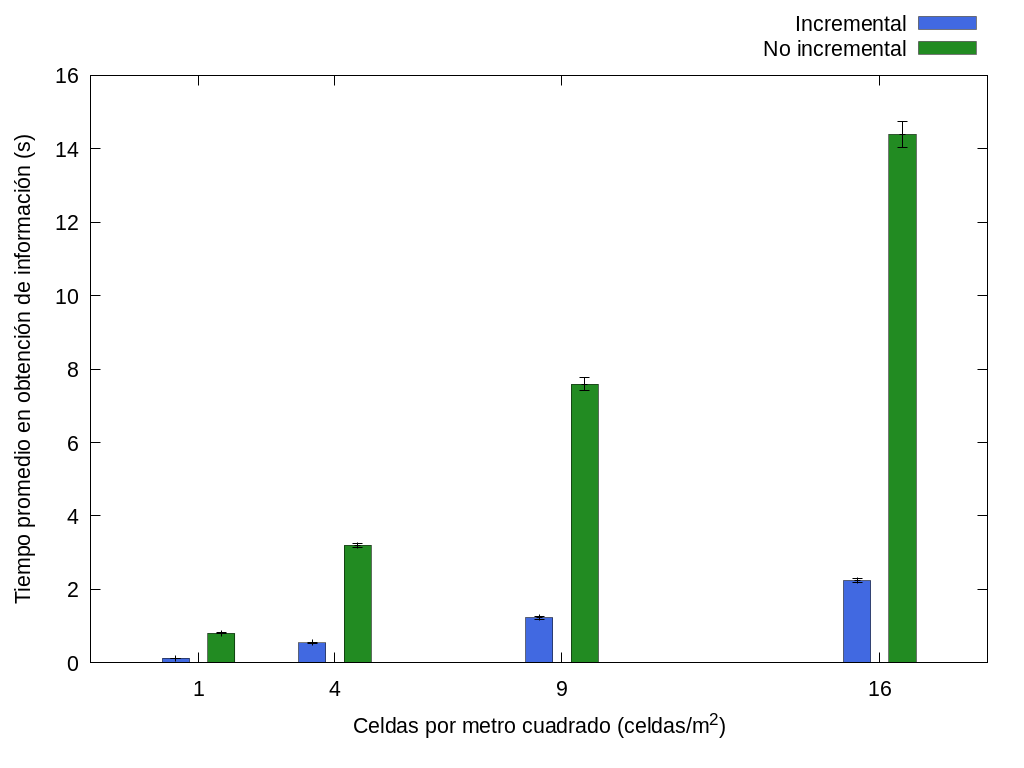 Incremental
No incremental
16
14
12
10
8
6
4
2
0
Tiempo promedio en obtención de información (s)
1 4 9 16
Celdas por metro cuadrado (celdas/m²)